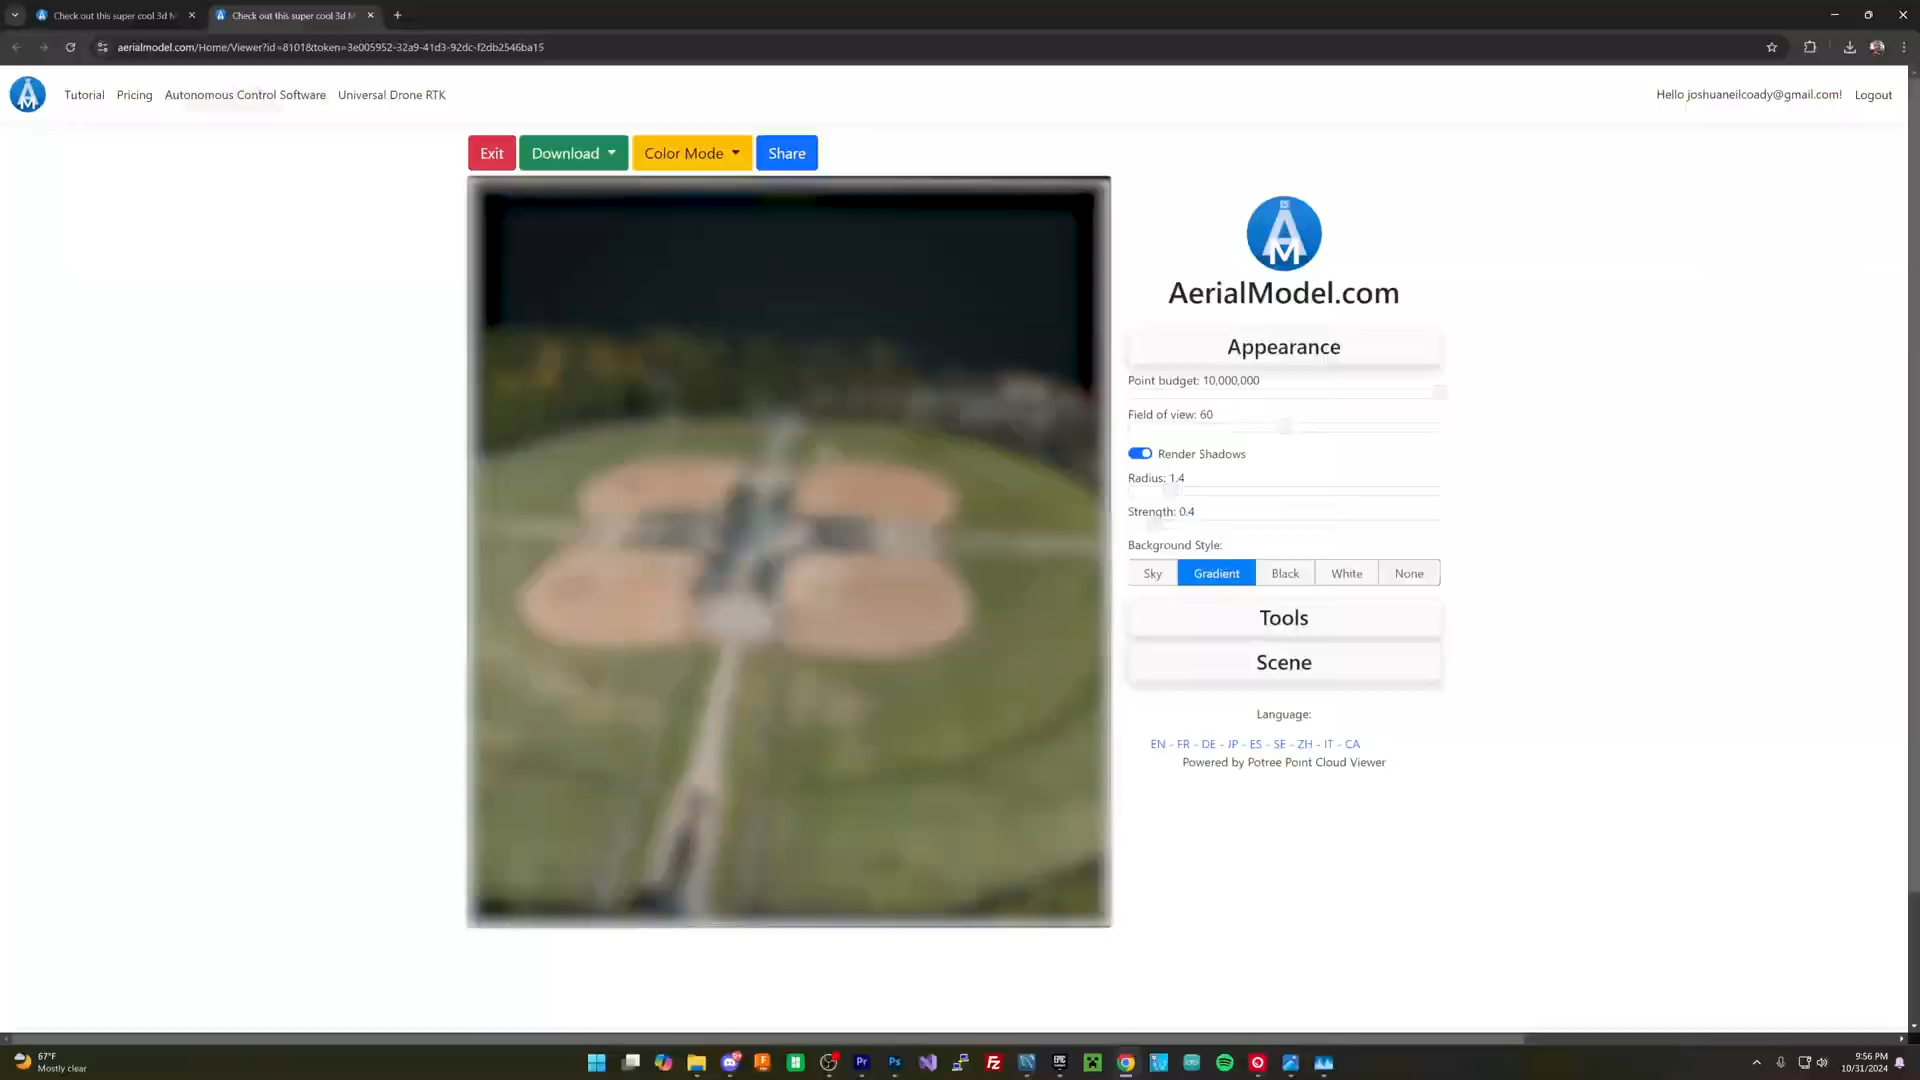 Check out this super cool 3d M
Check out this super cool 3d M
aerialmodel.com/Home/Viewer?id=8101&token=3e005952-32a9-41d3-92dc-f2db2546ba15
Tutorial Pricing Autonomous Control Software Universal Drone RTK
Hello joshuaneilcoady@gmail.com! Logout
Exit Download Color Mode Share
AM
AerialModel.com
Appearance
Point budget: 10,000,000
Field of view: 60
Render Shadows
Radius: 1.4
Strength: 0.4
Background Style:
Sky Gradient Black White None
Tools
Scene
Language:
EN - FR - DE - JP - ES - SE - ZH - IT - CA
Powered by Potree Point Cloud Viewer
67°F
Mostly clear
Pr Ps FZ EPIC
9:56 PM
10/31/2024